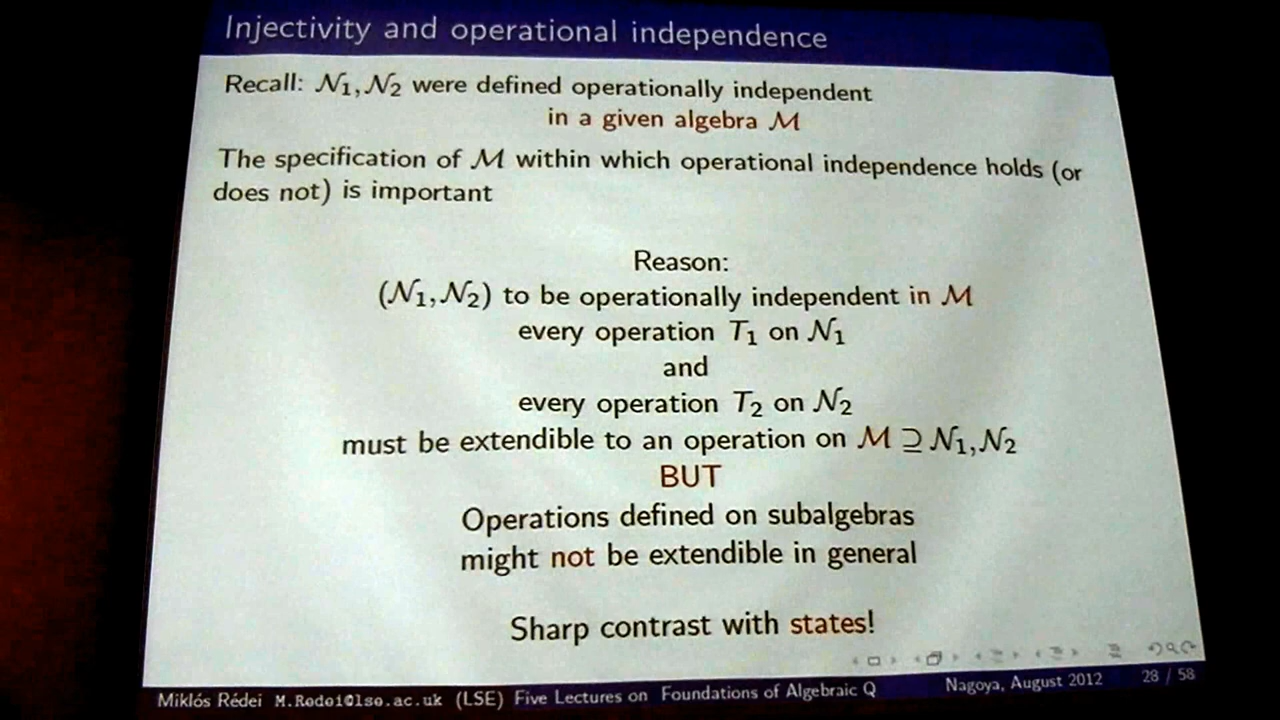 Injectivity and operational independence
Recall: 𝒩₁, 𝒩₂ were defined operationally independent
in a given algebra ℳ
The specification of ℳ within which operational independence holds (or
does not) is important
Reason:
(𝒩₁, 𝒩₂) to be operationally independent in ℳ
every operation T₁ on 𝒩₁
and
every operation T₂ on 𝒩₂
must be extendible to an operation on ℳ ⊇ 𝒩₁, 𝒩₂
BUT
Operations defined on subalgebras
might not be extendible in general
Sharp contrast with states!
Miklós Rédei M.Redei@lse.ac.uk (LSE) Five Lectures on Foundations of Algebraic Q Nagoya, August 2012 28 / 58